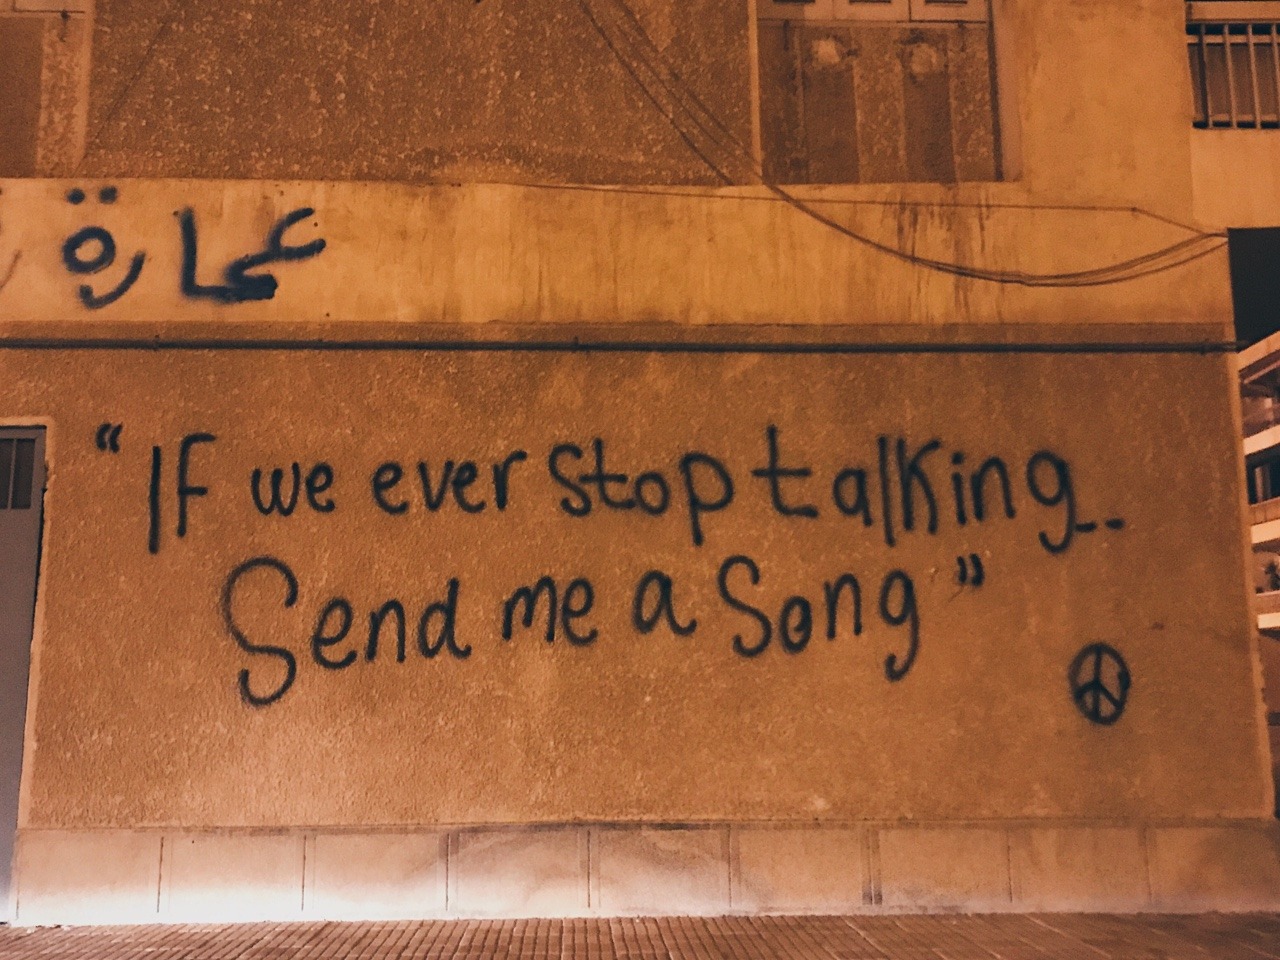 عمارة
“If we ever stop talking..
Send me a Song”